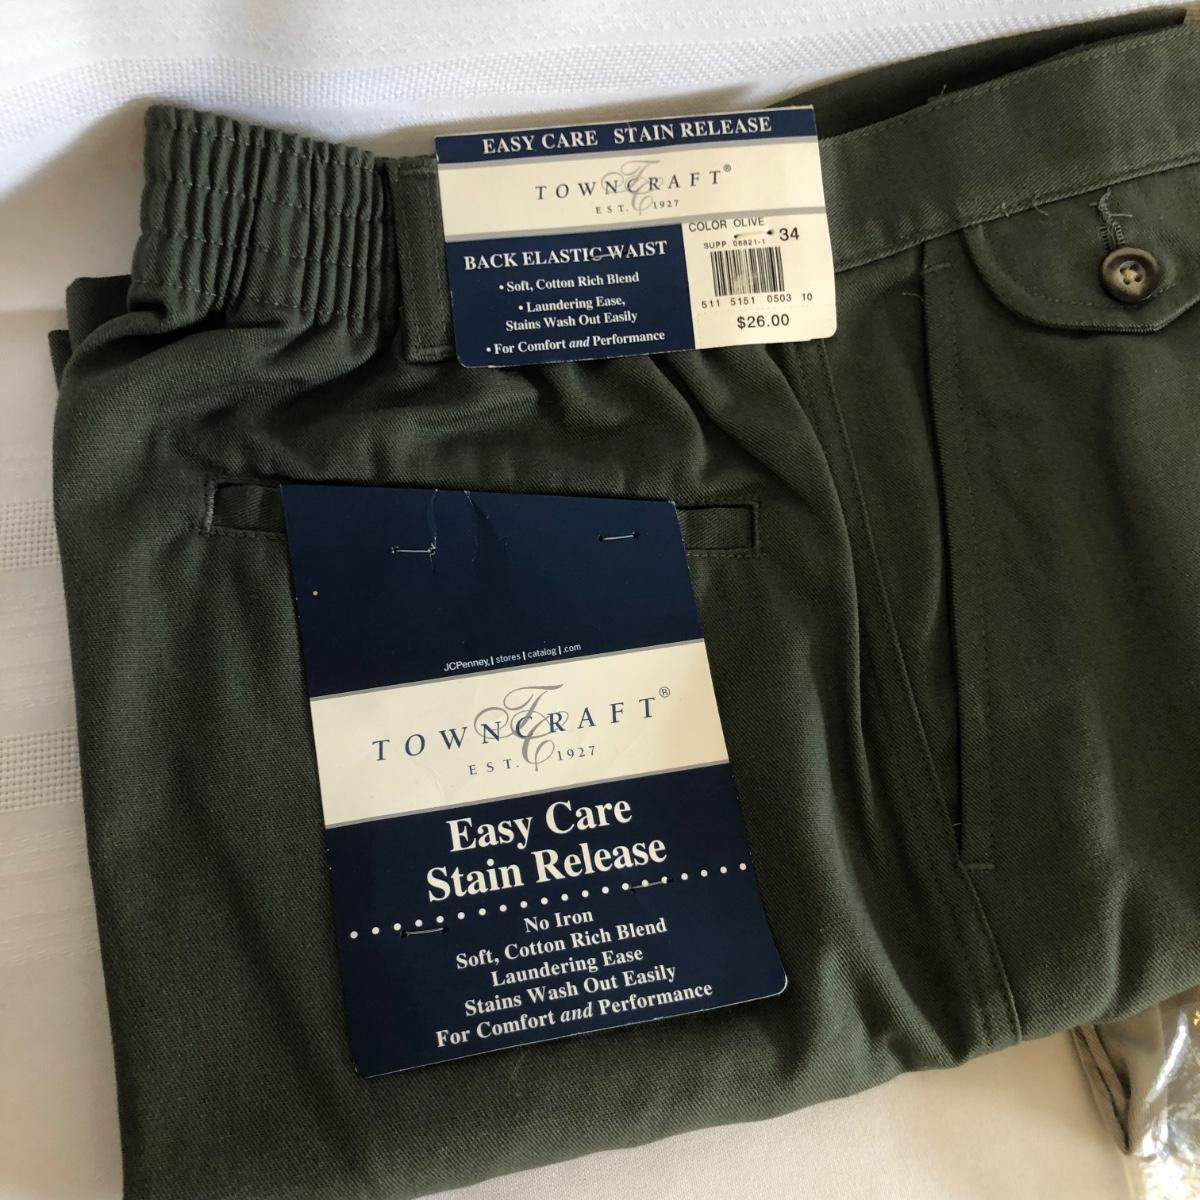 EASY CARE STAIN RELEASE
TOWNCRAFT®
EST. 1927
BACK ELASTIC WAIST
• Soft, Cotton Rich Blend
• Laundering Ease,
Stains Wash Out Easily
• For Comfort and Performance
COLOR OLIVE
SUPP. 08821-1 34
511 5151 0503 10
$26.00
JCPenney | stores | catalog | .com
TOWNCRAFT®
EST. 1927
Easy Care
Stain Release
No Iron
Soft, Cotton Rich Blend
Laundering Ease
Stains Wash Out Easily
For Comfort and Performance